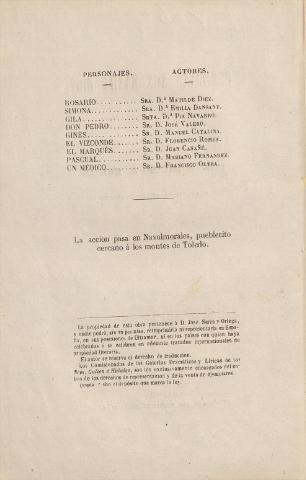 PERSONAJES. ACTORES.
ROSARIO........... SRA. D.ª MATILDE DIEZ.
SIMONA............ SRA. D.ª EMILIA DANSANT.
GILA.............. SRTA. D.ª PIA NAVARRO.
DON PEDRO......... SR. D. JOSÉ VALERO.
GINES............. SR. D. MANUEL CATALINA.
EL VIZCONDE....... SR. D. FLORENCIO ROMEA.
EL MARQUÉS........ SR. D. JUAN CASAÑÉ.
PASCUAL........... SR. D. MARIANO FERNANDEZ.
UN MÉDICO......... SR. D. FRANCISCO OLTRA.
La accion pasa en Navalmorales, pueblecito
cercano á los montes de Toledo.
La propiedad de esta obra pertenece á D. José Serra y Ortega,
y nadie podrá, sin su permiso, reimprimirla ni representarla en Espa-
ña, en sus posesiones de Ultramar, ni en los paises con quien haya
celebrados ó se celebren en adelante tratados internacionales de
propiedad literaria.
El autor se reserva el derecho de traduccion.
Los Comisionados de las Galerías Dramáticas y Líricas de los
Sres. Gullon é Hidalgo, son los exclusivamente encargados del co-
bro de los derechos de representacion y de la venta de ejemplares.
Queda hecho el depósito que marca la ley.